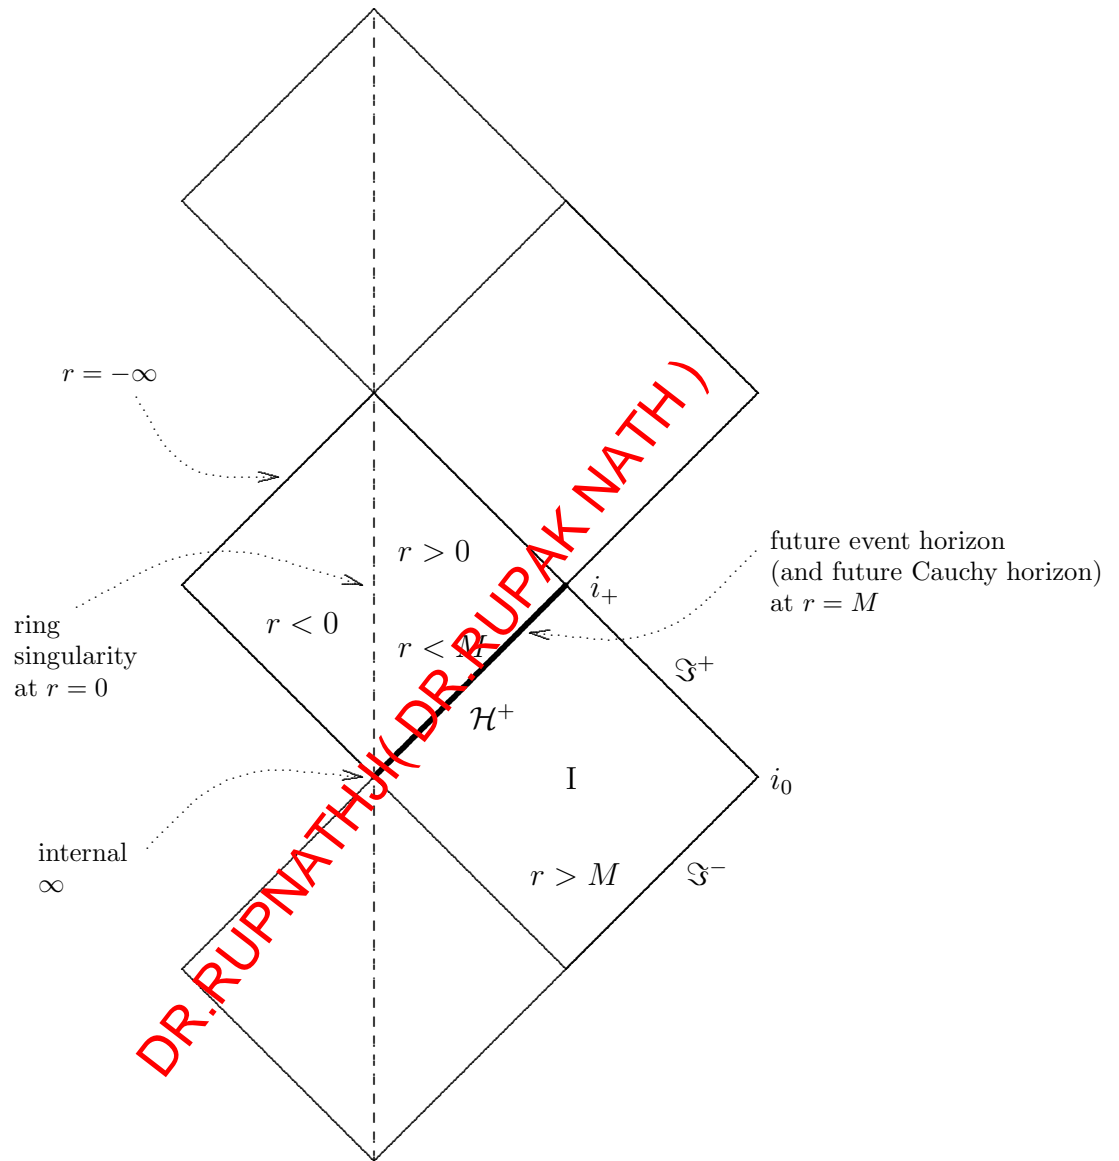 r = −∞
r > 0
future event horizon
(and future Cauchy horizon)
at r = M
i₊
ring
singularity
at r = 0
r < 0
r < M
ℑ⁺
ℋ⁺
I
i₀
internal
∞
r > M
ℑ⁻
DR.RUPNATHJI( DR.RUPAK NATH )